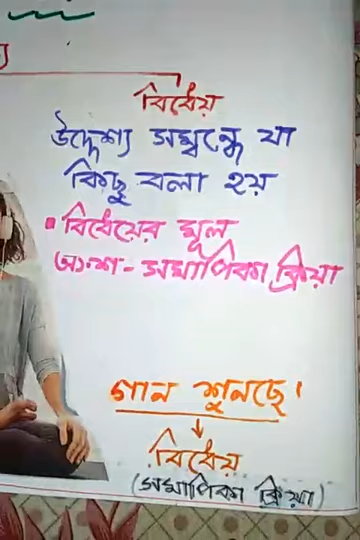 বিধেয়
উদ্দেশ্য সম্বন্ধে যা
কিছু বলা হয়
▪ বিধেয়ের মূল
অংশ - সমাপিকা ক্রিয়া
গান শুনছে।
↓
বিধেয়
(সমাপিকা ক্রিয়া)